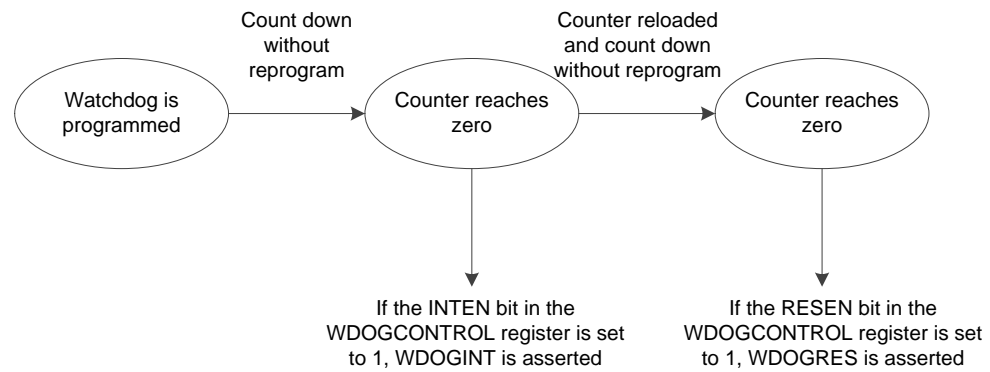 Count down
without
reprogram
Counter reloaded
and count down
without reprogram
Watchdog is
programmed
Counter reaches
zero
Counter reaches
zero
If the INTEN bit in the
WDOGCONTROL register is set
to 1, WDOGINT is asserted
If the RESEN bit in the
WDOGCONTROL register is set
to 1, WDOGRES is asserted